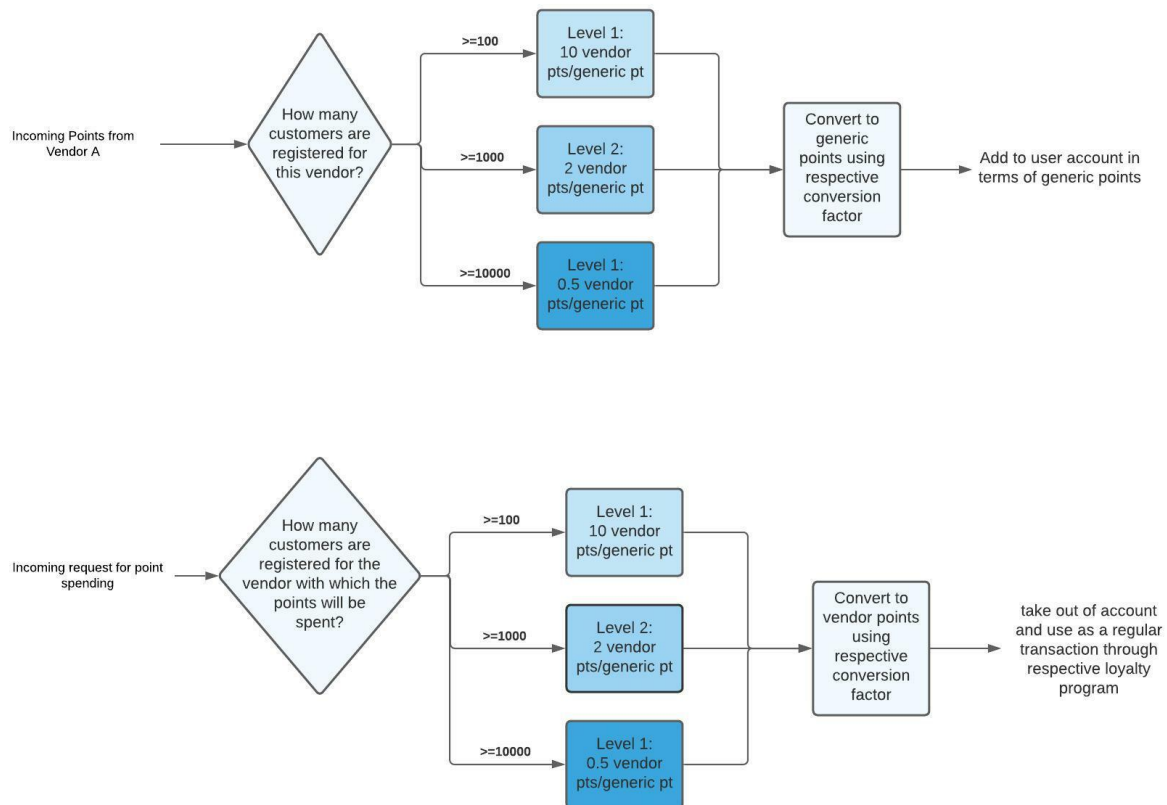 Incoming Points from
Vendor A
How many
customers are
registered for
this vendor?
>=100
>=1000
>=10000
Level 1:
10 vendor
pts/generic pt
Level 2:
2 vendor
pts/generic pt
Level 1:
0.5 vendor
pts/generic pt
Convert to
generic
points using
respective
conversion
factor
Add to user account in
terms of generic points
Incoming request for point
spending
How many
customers are
registered for the
vendor with which the
points will be
spent?
>=100
>=1000
>=10000
Level 1:
10 vendor
pts/generic pt
Level 2:
2 vendor
pts/generic pt
Level 1:
0.5 vendor
pts/generic pt
Convert to
vendor points
using
respective
conversion
factor
take out of account
and use as a regular
transaction through
respective loyalty
program